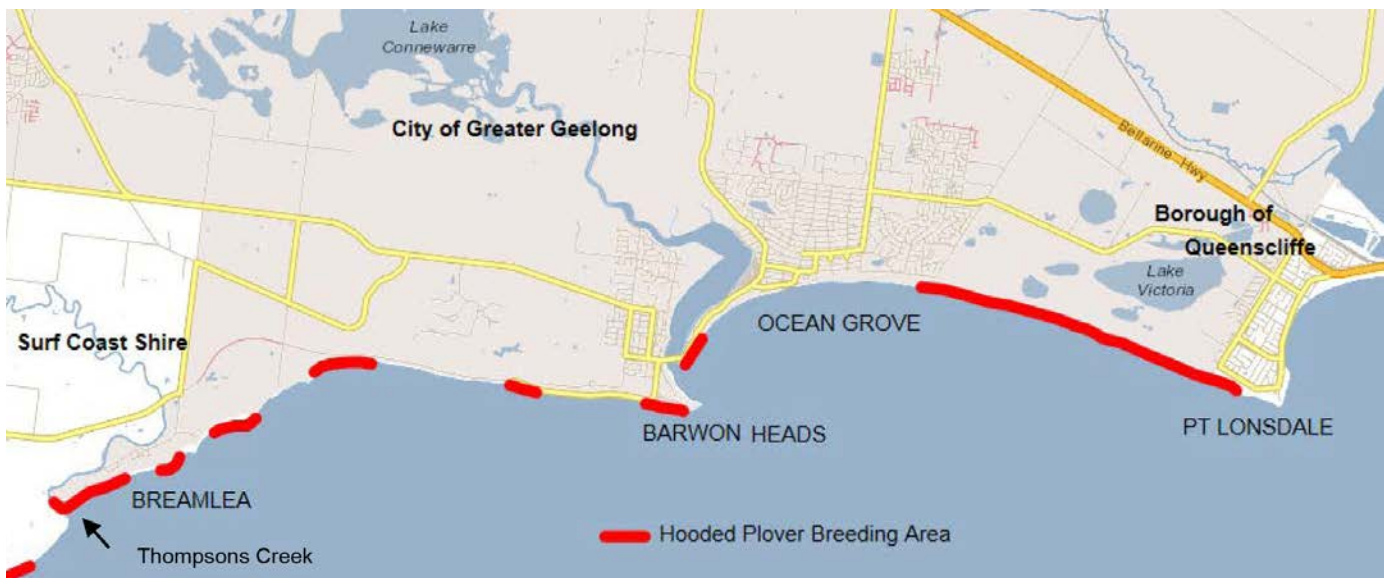 Lake
Connewarre
City of Greater Geelong
Bellarine Hwy
Borough of
Queenscliffe
Lake
Victoria
Surf Coast Shire
OCEAN GROVE
BARWON HEADS
PT LONSDALE
BREAMLEA
Hooded Plover Breeding Area
Thompsons Creek